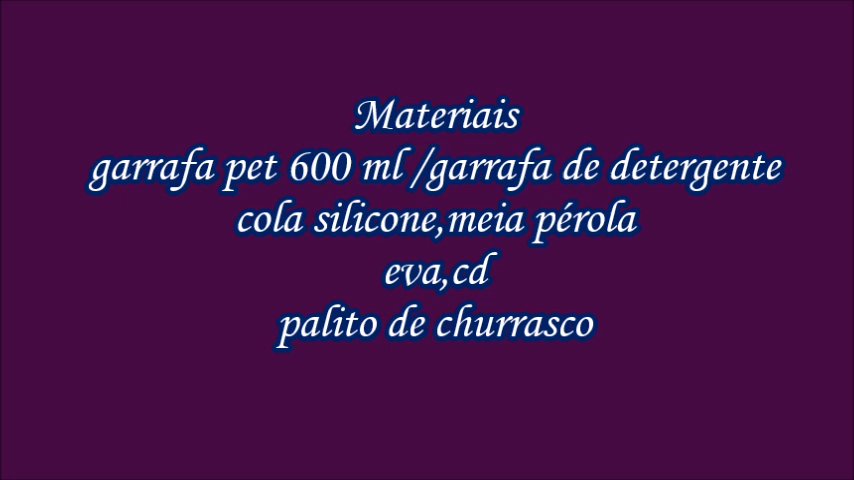 Materiais
garrafa pet 600 ml /garrafa de detergente
cola silicone,meia pérola
eva,cd
palito de churrasco